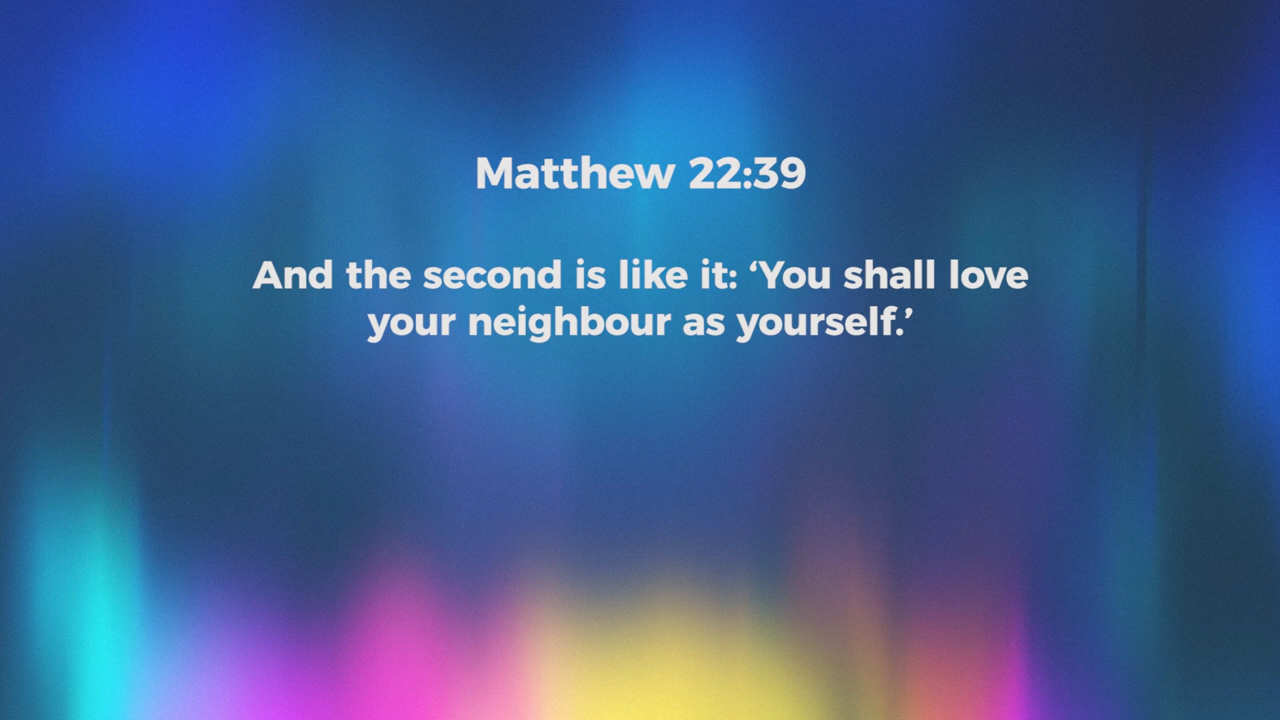 Matthew 22:39
And the second is like it: ‘You shall love
your neighbour as yourself.’